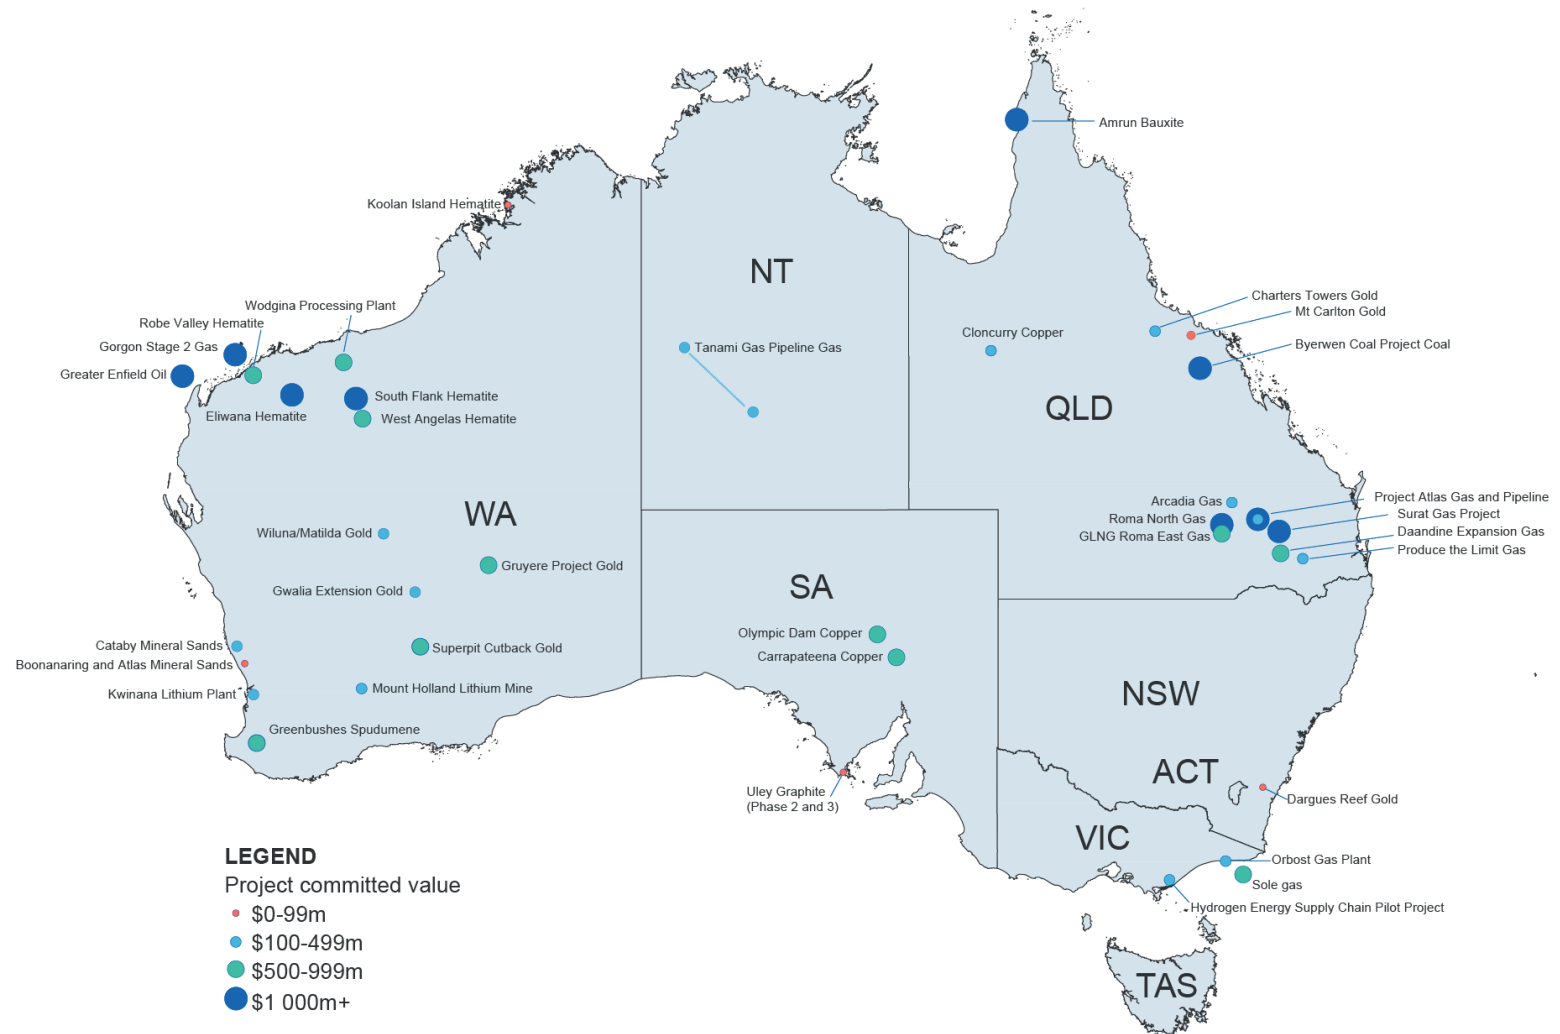 Amrun Bauxite
Koolan Island Hematite
NT
Wodgina Processing Plant
Robe Valley Hematite
Gorgon Stage 2 Gas
Greater Enfield Oil
Eliwana Hematite
South Flank Hematite
West Angelas Hematite
Tanami Gas Pipeline Gas
Cloncurry Copper
Charters Towers Gold
Mt Carlton Gold
Byerwen Coal Project Coal
QLD
WA
Wiluna/Matilda Gold
Gruyere Project Gold
Gwalia Extension Gold
Arcadia Gas
Roma North Gas
GLNG Roma East Gas
Project Atlas Gas and Pipeline
Surat Gas Project
Daandine Expansion Gas
Produce the Limit Gas
SA
Cataby Mineral Sands
Boonanaring and Atlas Mineral Sands
Kwinana Lithium Plant
Superpit Cutback Gold
Mount Holland Lithium Mine
Greenbushes Spudumene
Olympic Dam Copper
Carrapateena Copper
NSW
ACT
Uley Graphite
(Phase 2 and 3)
Dargues Reef Gold
VIC
Orbost Gas Plant
Sole gas
Hydrogen Energy Supply Chain Pilot Project
TAS
LEGEND
Project committed value
$0-99m
$100-499m
$500-999m
$1 000m+